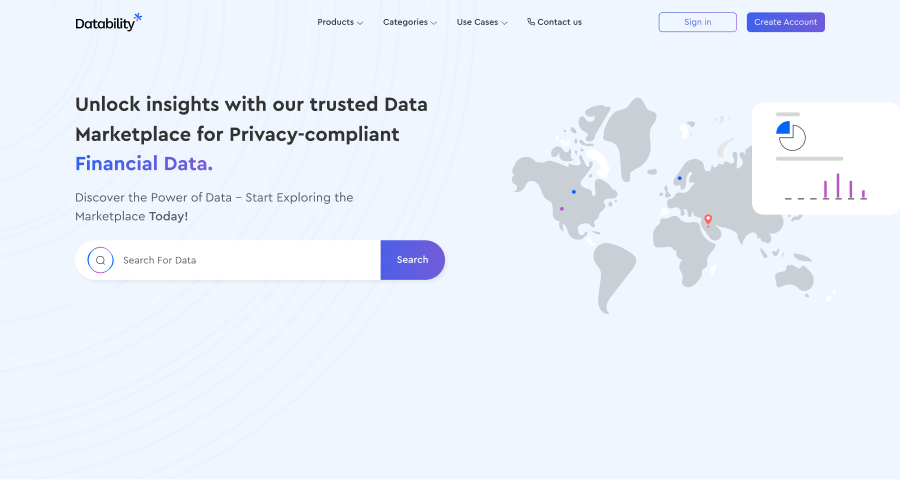 Datability
Products
Categories
Use Cases
Contact us
Sign in
Create Account
Unlock insights with our trusted Data
Marketplace for Privacy-compliant
Financial Data.
Discover the Power of Data – Start Exploring the
Marketplace Today!
Search For Data
Search